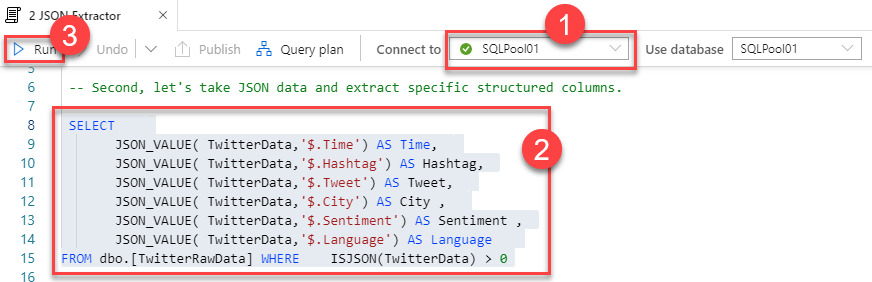 2 JSON Extractor
3 Run Undo Publish Query plan Connect to SQLPool01 1 Use database SQLPool01
5
6 -- Second, let's take JSON data and extract specific structured columns.
7
8 SELECT
9 JSON_VALUE( TwitterData,'$.Time') AS Time,
10 JSON_VALUE( TwitterData,'$.Hashtag') AS Hashtag,
11 JSON_VALUE( TwitterData,'$.Tweet') AS Tweet,
12 JSON_VALUE( TwitterData,'$.City') AS City ,
13 JSON_VALUE( TwitterData,'$.Sentiment') AS Sentiment ,
14 JSON_VALUE( TwitterData,'$.Language') AS Language
15 FROM dbo.[TwitterRawData] WHERE    ISJSON(TwitterData) > 0
16
2